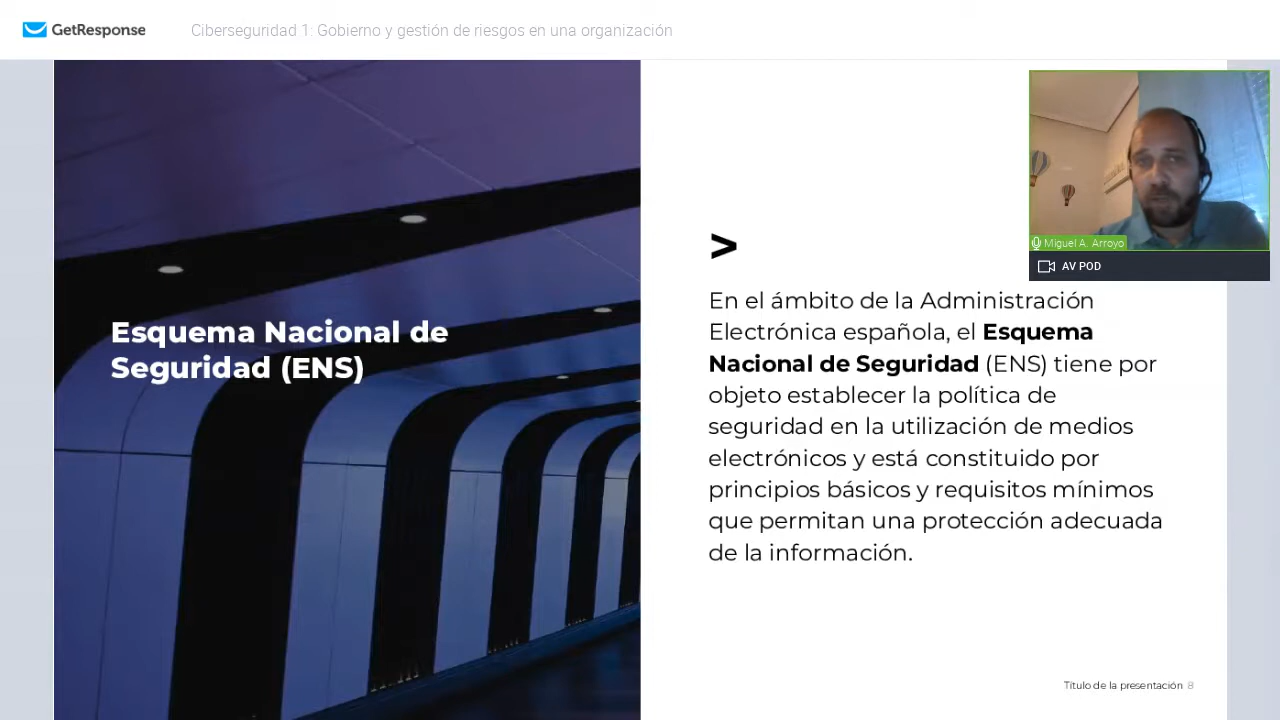 GetResponse
Ciberseguridad 1: Gobierno y gestión de riesgos en una organización
Esquema Nacional de
Seguridad (ENS)
>
En el ámbito de la Administración
Electrónica española, el Esquema
Nacional de Seguridad (ENS) tiene por
objeto establecer la política de
seguridad en la utilización de medios
electrónicos y está constituido por
principios básicos y requisitos mínimos
que permitan una protección adecuada
de la información.
Miguel A. Arroyo
AV POD
Título de la presentación 8